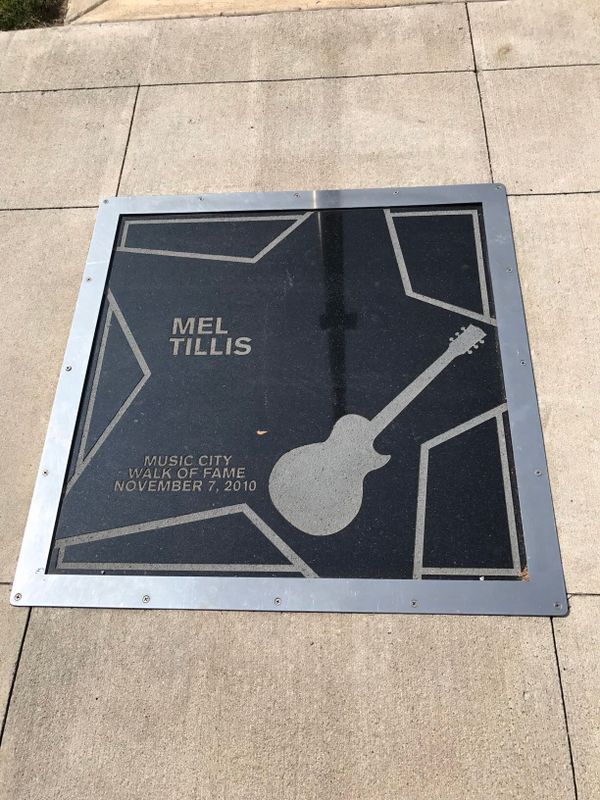 MEL
TILLIS
MUSIC CITY
WALK OF FAME
NOVEMBER 7, 2010